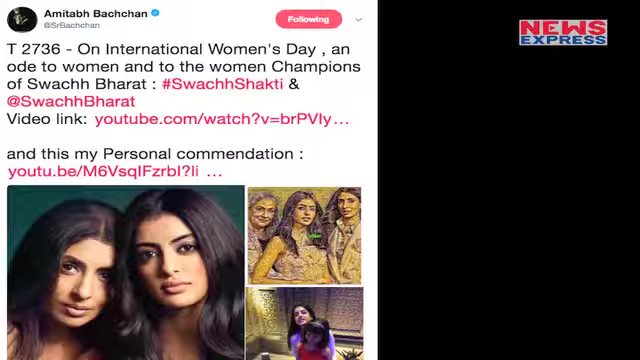 Amitabh Bachchan
@SrBachchan
Following
T 2736 - On International Women's Day , an
ode to women and to the women Champions
of Swachh Bharat : #SwachhShakti &
@SwachhBharat
Video link: youtube.com/watch?v=brPVIy…
and this my Personal commendation :
youtu.be/M6VsqIFzrbI?li …
NEWS
EXPRESS